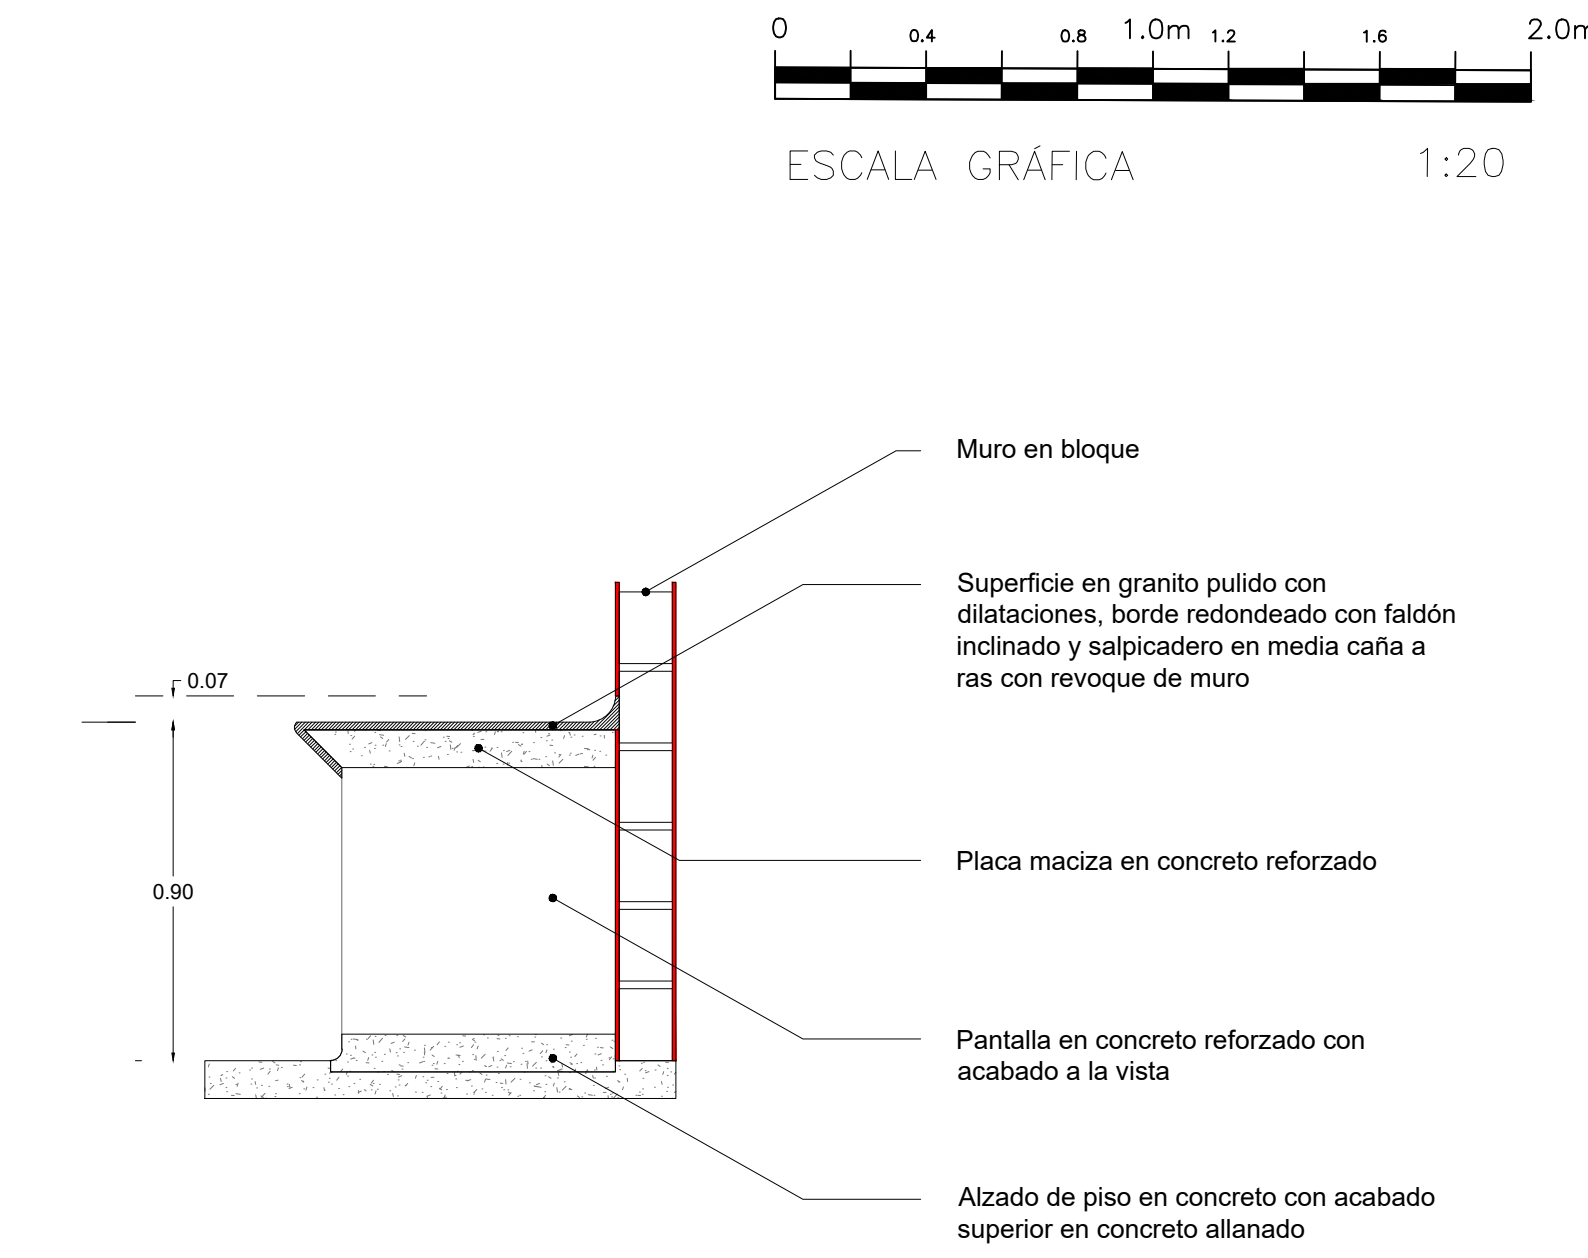 0 0.4 0.8 1.0m 1.2 1.6 2.0m
ESCALA GRÁFICA 1:20
Muro en bloque
Superficie en granito pulido con
dilataciones, borde redondeado con faldón
inclinado y salpicadero en media caña a
ras con revoque de muro
0.07
Placa maciza en concreto reforzado
0.90
Pantalla en concreto reforzado con
acabado a la vista
Alzado de piso en concreto con acabado
superior en concreto allanado